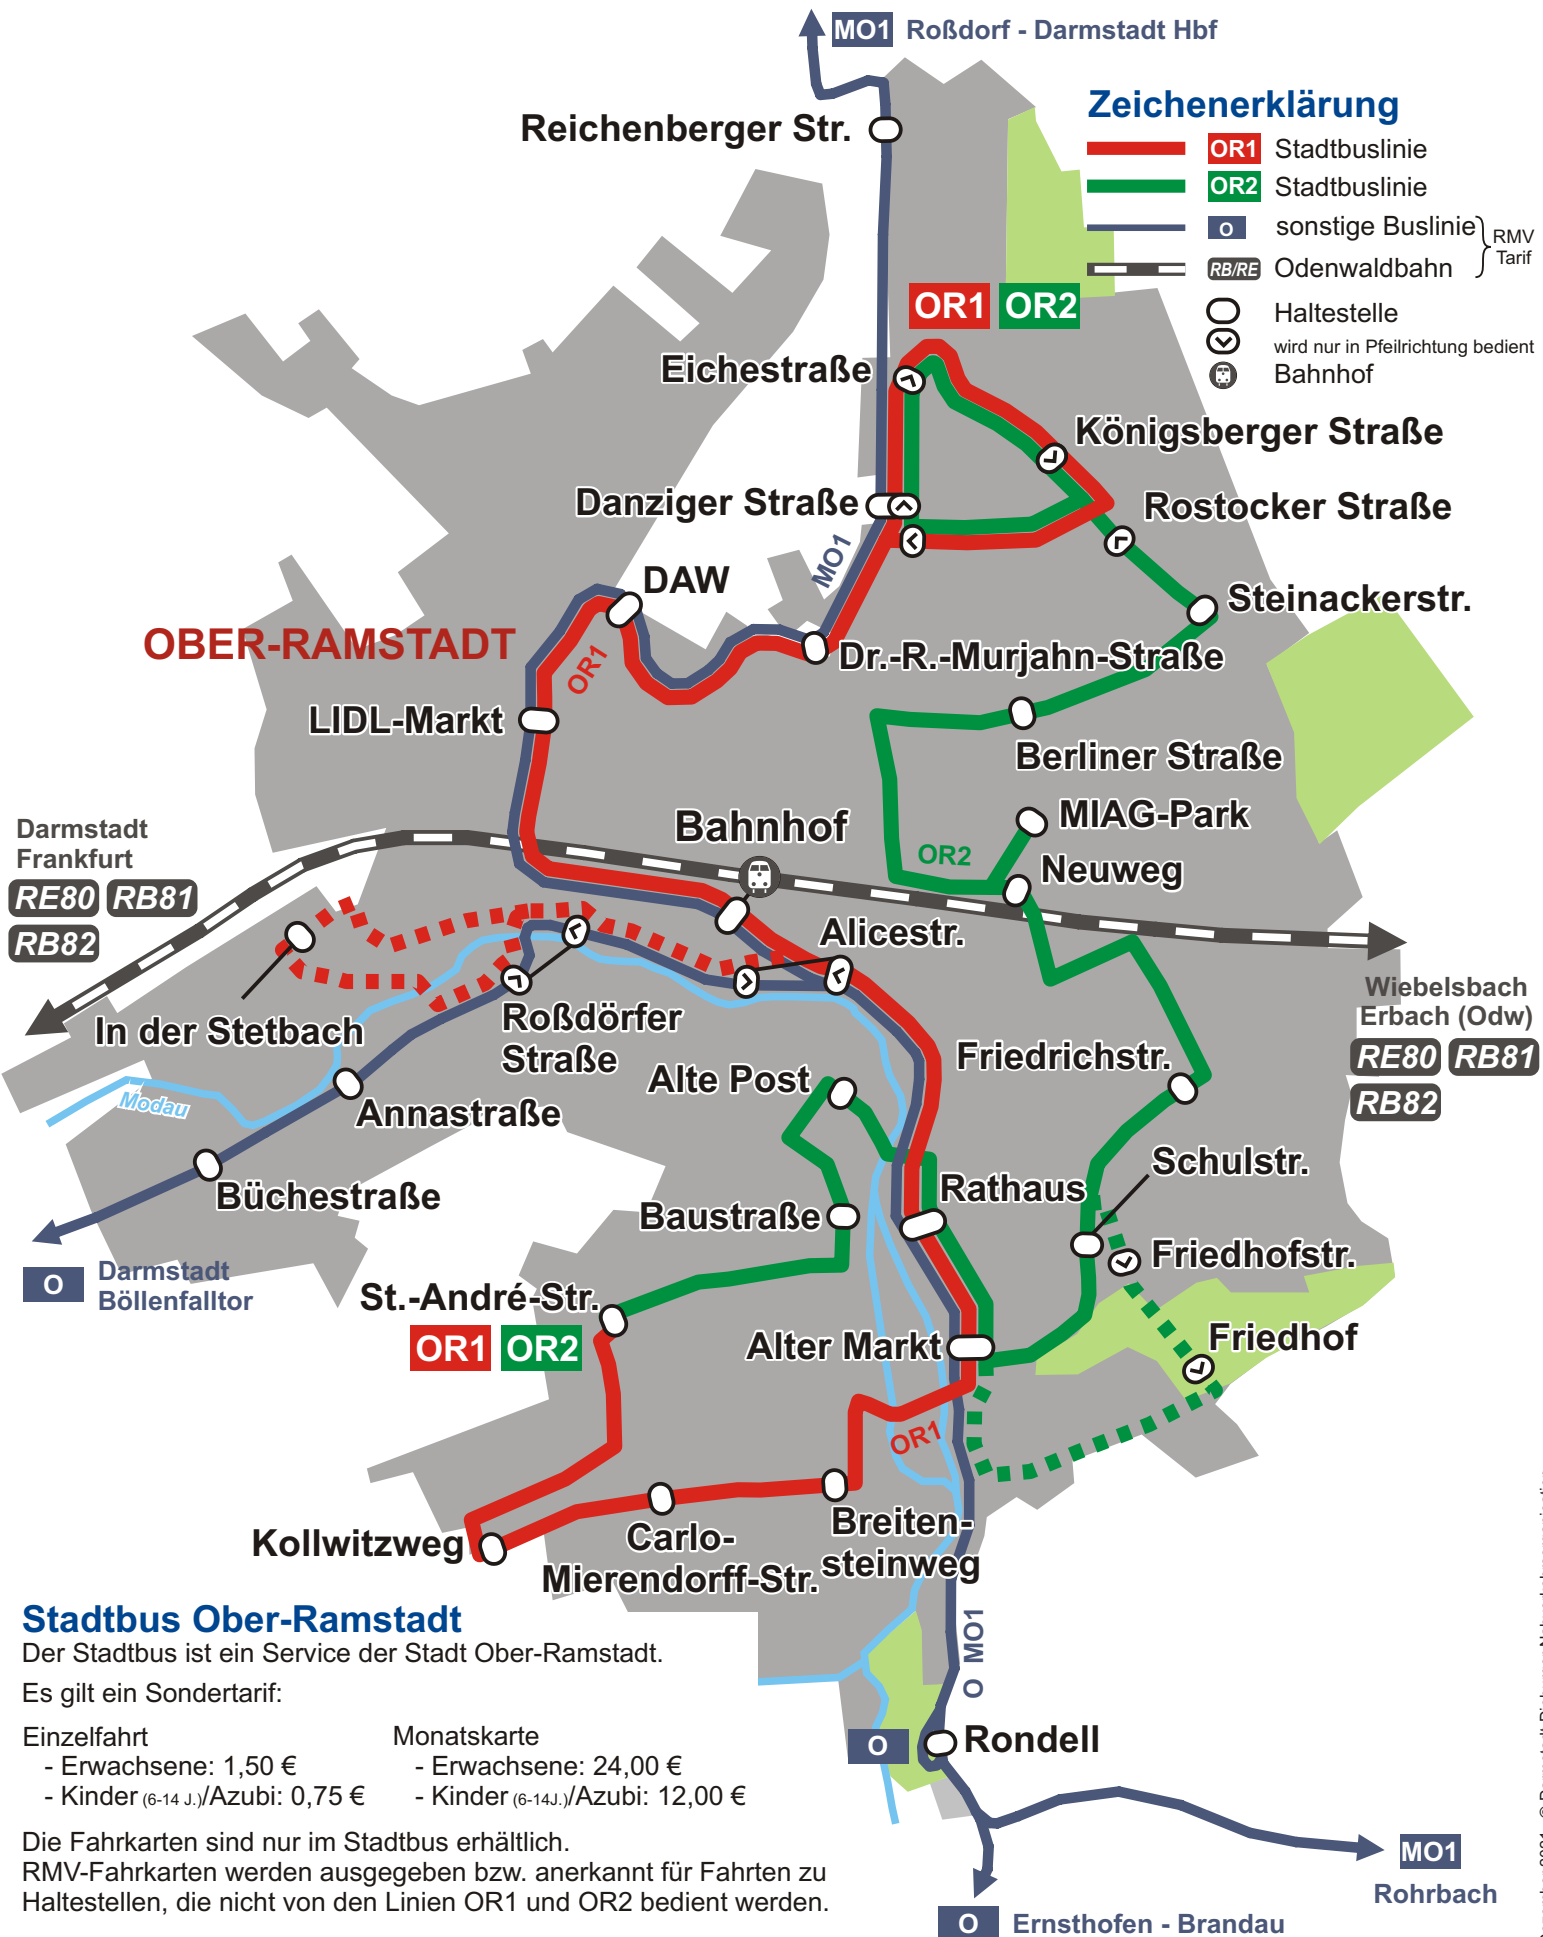 MO1 Roßdorf - Darmstadt Hbf
Zeichenerklärung
OR1 Stadtbuslinie
OR2 Stadtbuslinie
O sonstige Buslinie
RB/RE Odenwaldbahn
RMV
Tarif
Haltestelle
wird nur in Pfeilrichtung bedient
Bahnhof
Reichenberger Str.
OR1 OR2
Eichestraße
Königsberger Straße
Danziger Straße
Rostocker Straße
MO1
DAW
Steinackerstr.
OBER-RAMSTADT
OR1
Dr.-R.-Murjahn-Straße
LIDL-Markt
Berliner Straße
MIAG-Park
Bahnhof
OR2
Neuweg
Darmstadt
Frankfurt
RE80 RB81
RB82
Alicestr.
Wiebelsbach
Erbach (Odw)
RE80 RB81
RB82
In der Stetbach
Roßdörfer
Straße
Friedrichstr.
Alte Post
Modau
Annastraße
Schulstr.
Büchestraße
Rathaus
Baustraße
Friedhofstr.
O Darmstadt
Böllenfalltor
St.-André-Str.
OR1 OR2
Alter Markt
Friedhof
OR1
Kollwitzweg
Carlo-
Mierendorff-Str.
Breiten-
steinweg
O MO1
O
Rondell
Stadtbus Ober-Ramstadt
Der Stadtbus ist ein Service der Stadt Ober-Ramstadt.
Es gilt ein Sondertarif:
Einzelfahrt
- Erwachsene: 1,50 €
- Kinder (6-14 J.)/Azubi: 0,75 €
Monatskarte
- Erwachsene: 24,00 €
- Kinder (6-14J.)/Azubi: 12,00 €
Die Fahrkarten sind nur im Stadtbus erhältlich.
RMV-Fahrkarten werden ausgegeben bzw. anerkannt für Fahrten zu
Haltestellen, die nicht von den Linien OR1 und OR2 bedient werden.
MO1
Rohrbach
O Ernsthofen - Brandau